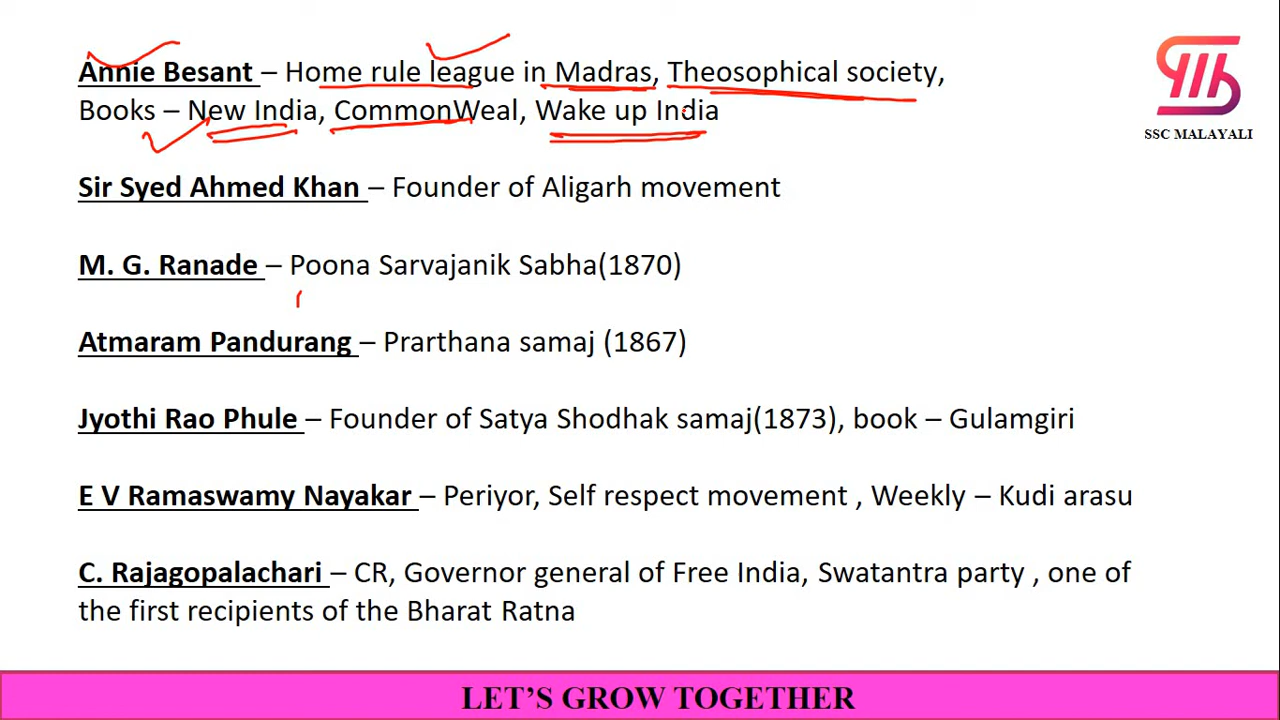 Annie Besant – Home rule league in Madras, Theosophical society,
Books – New India, CommonWeal, Wake up India
SSC MALAYALI
Sir Syed Ahmed Khan – Founder of Aligarh movement
M. G. Ranade – Poona Sarvajanik Sabha(1870)
Atmaram Pandurang – Prarthana samaj (1867)
Jyothi Rao Phule – Founder of Satya Shodhak samaj(1873), book – Gulamgiri
E V Ramaswamy Nayakar – Periyor, Self respect movement , Weekly – Kudi arasu
C. Rajagopalachari – CR, Governor general of Free India, Swatantra party , one of
the first recipients of the Bharat Ratna
LET’S GROW TOGETHER